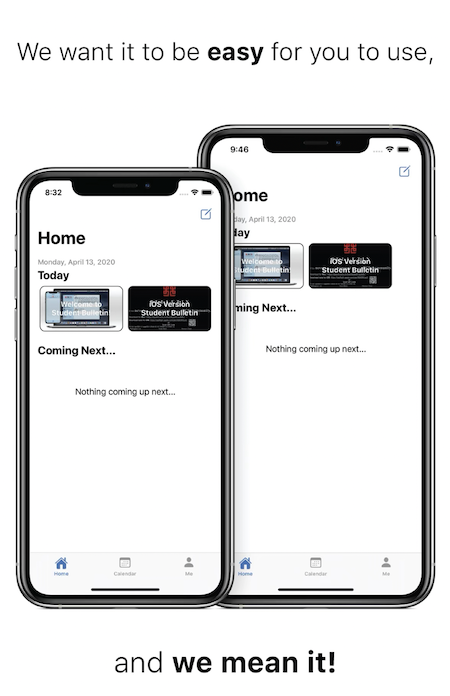 We want it to be easy for you to use,
8:32
Home
Monday, April 13, 2020
Today
Welcome to
Student Bulletin
iOS Version
Student Bulletin
Coming Next...
Nothing coming up next...
Home
Calendar
Me
9:46
ome
day, April 13, 2020
day
Welcome to
Bulletin
iOS Version
Student Bulletin
ming Next...
Nothing coming up next...
Home
Calendar
Me
and we mean it!